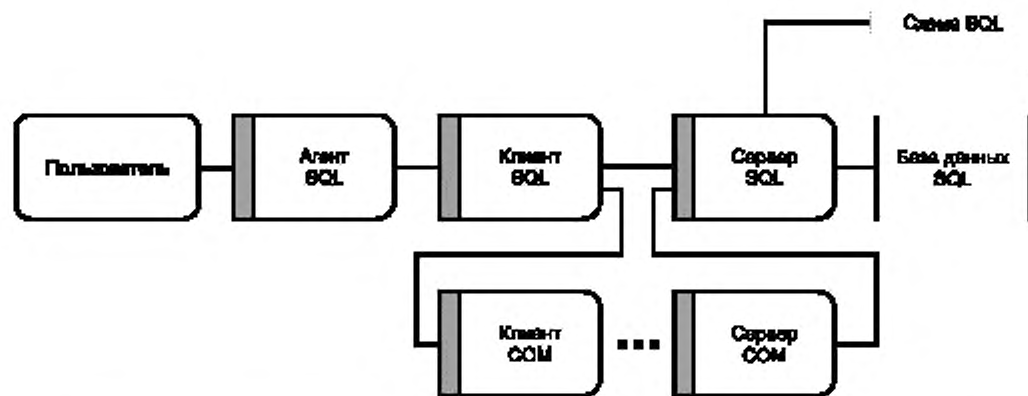 Схема SQL
Пользователь
Агент
SQL
Клиент
SQL
Сервер
SQL
База данных
SQL
Клиент
СОМ
Сервер
СОМ